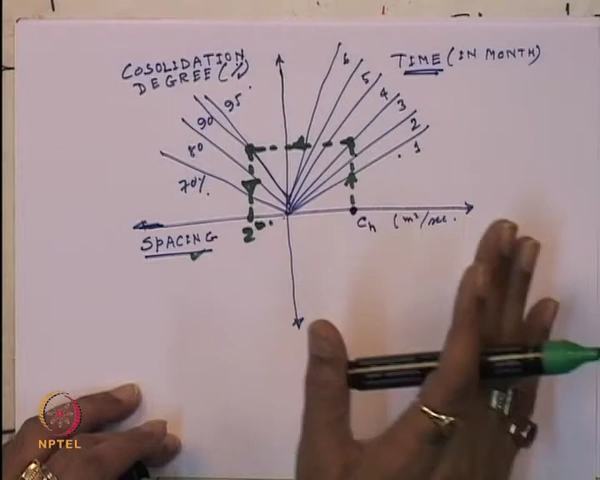 COSOLIDATION
DEGREE (%)
TIME (IN MONTH)
95
90
80
70%
6
5
4
3
2
1
SPACING
2
Ch (m²/sec.
NPTEL